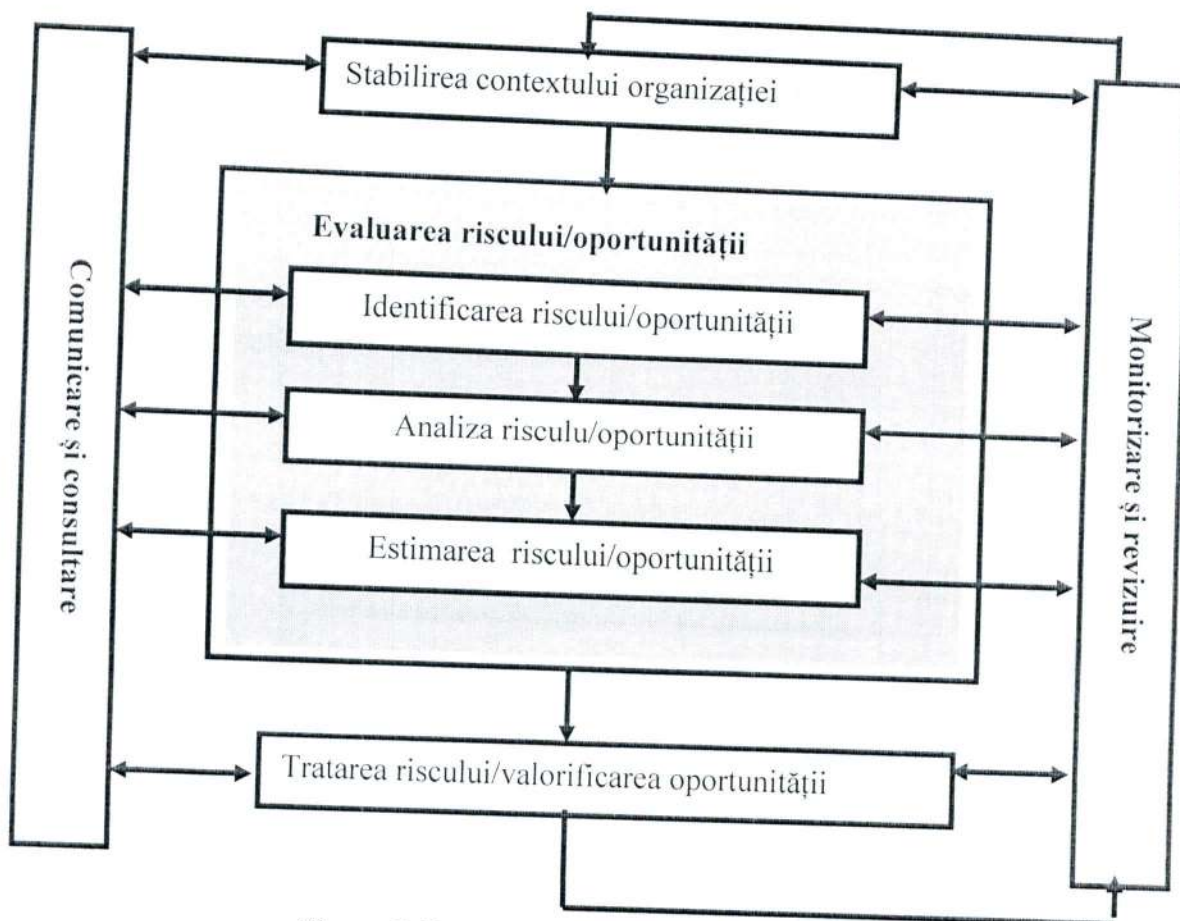 Stabilirea contextului organizației
Evaluarea riscului/oportunității
Identificarea riscului/oportunității
Analiza risculu/oportunității
Estimarea riscului/oportunității
Tratarea riscului/valorificarea oportunității
Comunicare și consultare
Monitorizare și revizuire